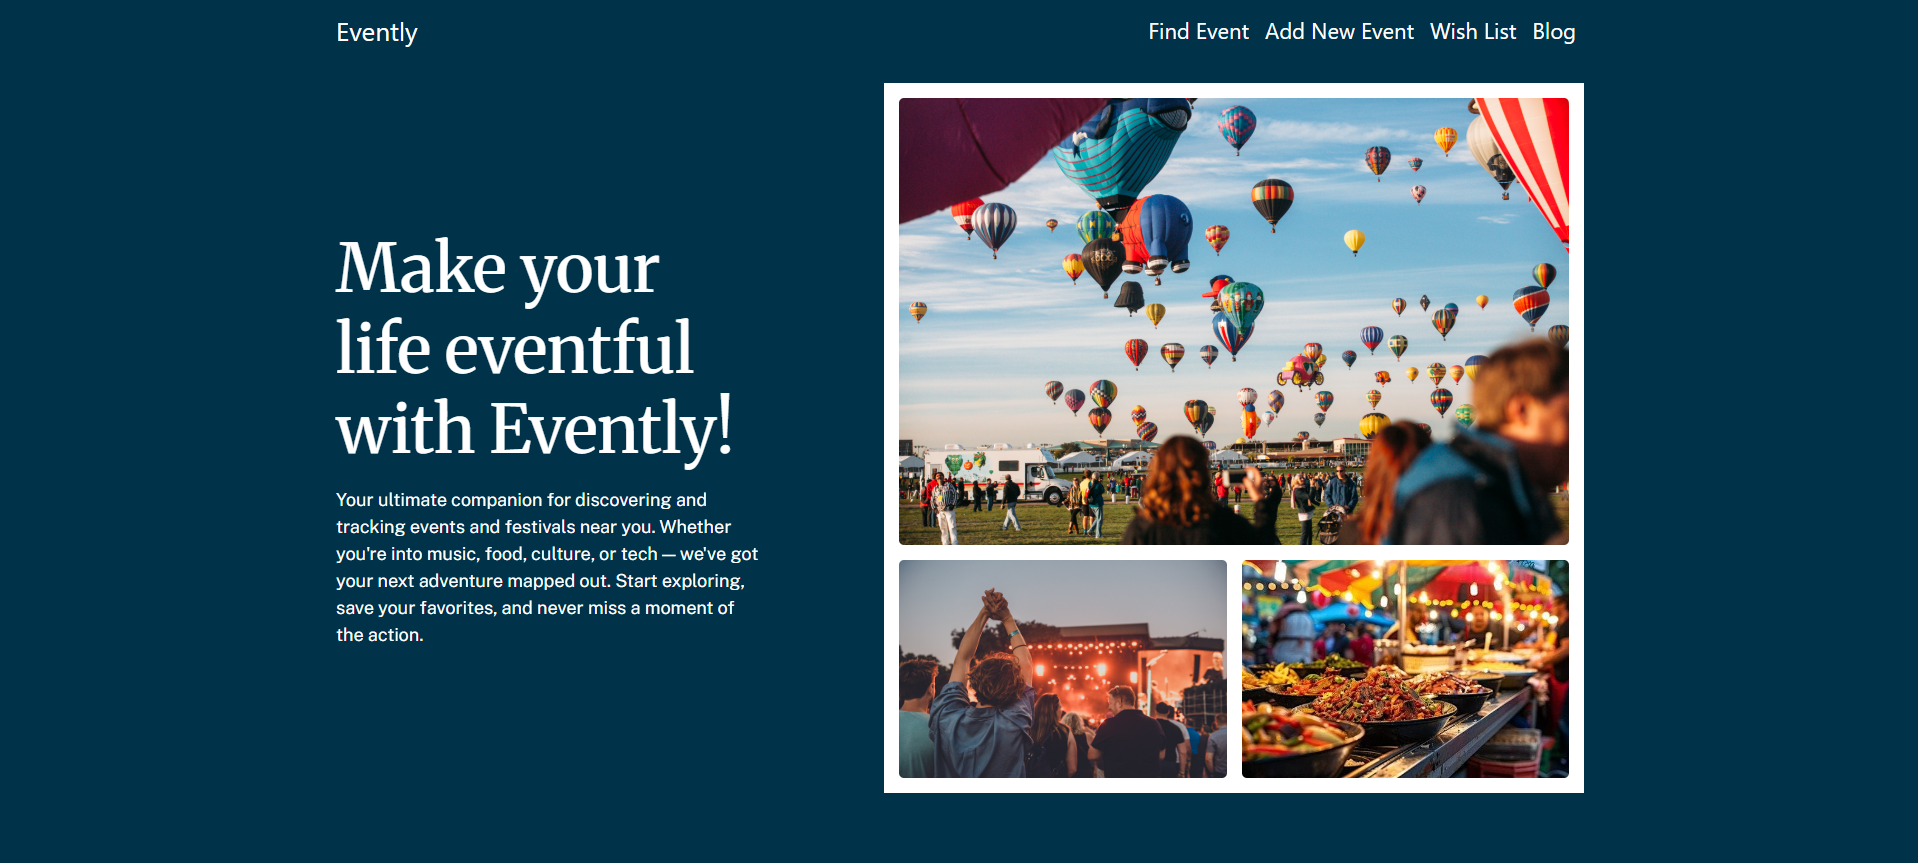 Evently
Find Event Add New Event Wish List Blog
Make your
life eventful
with Evently!
Your ultimate companion for discovering and
tracking events and festivals near you. Whether
you're into music, food, culture, or tech — we've got
your next adventure mapped out. Start exploring,
save your favorites, and never miss a moment of
the action.